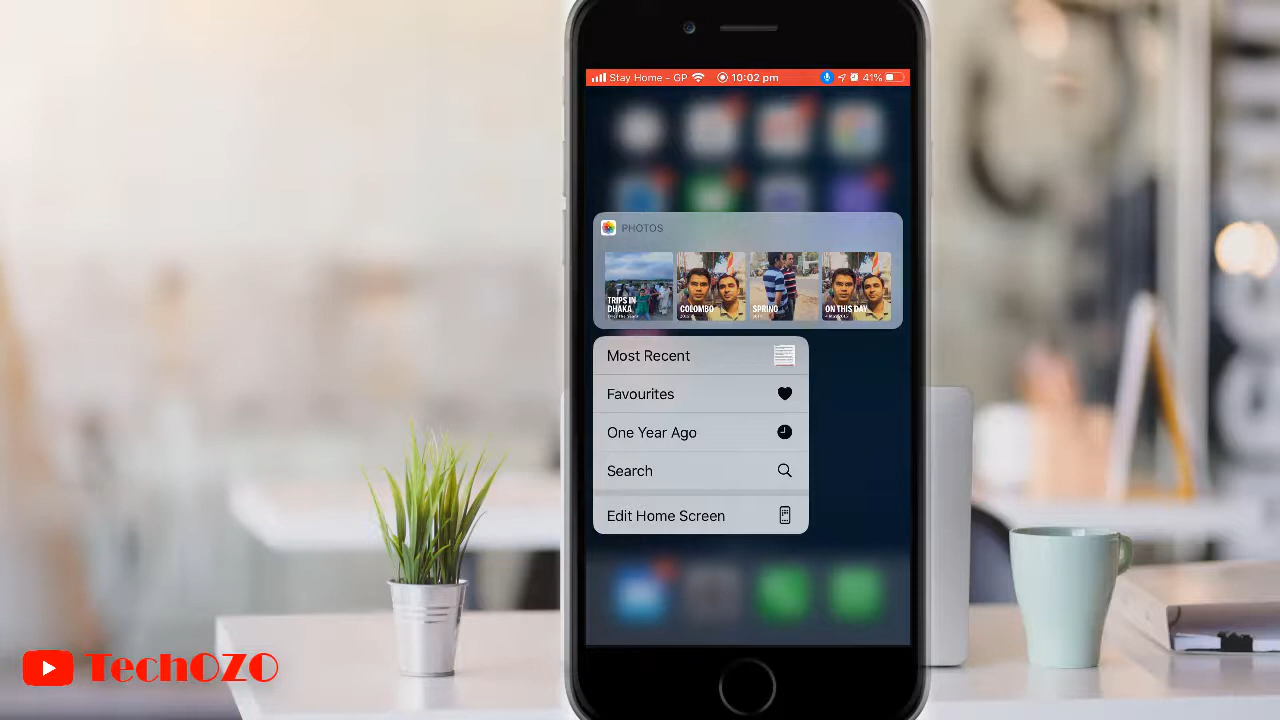 Stay Home - GP 10:02 pm 41%
PHOTOS
TRIPS IN
DHAKA
COLOMBO
SPRING
ON THIS DAY
Most Recent
Favourites
One Year Ago
Search
Edit Home Screen
TechOZO